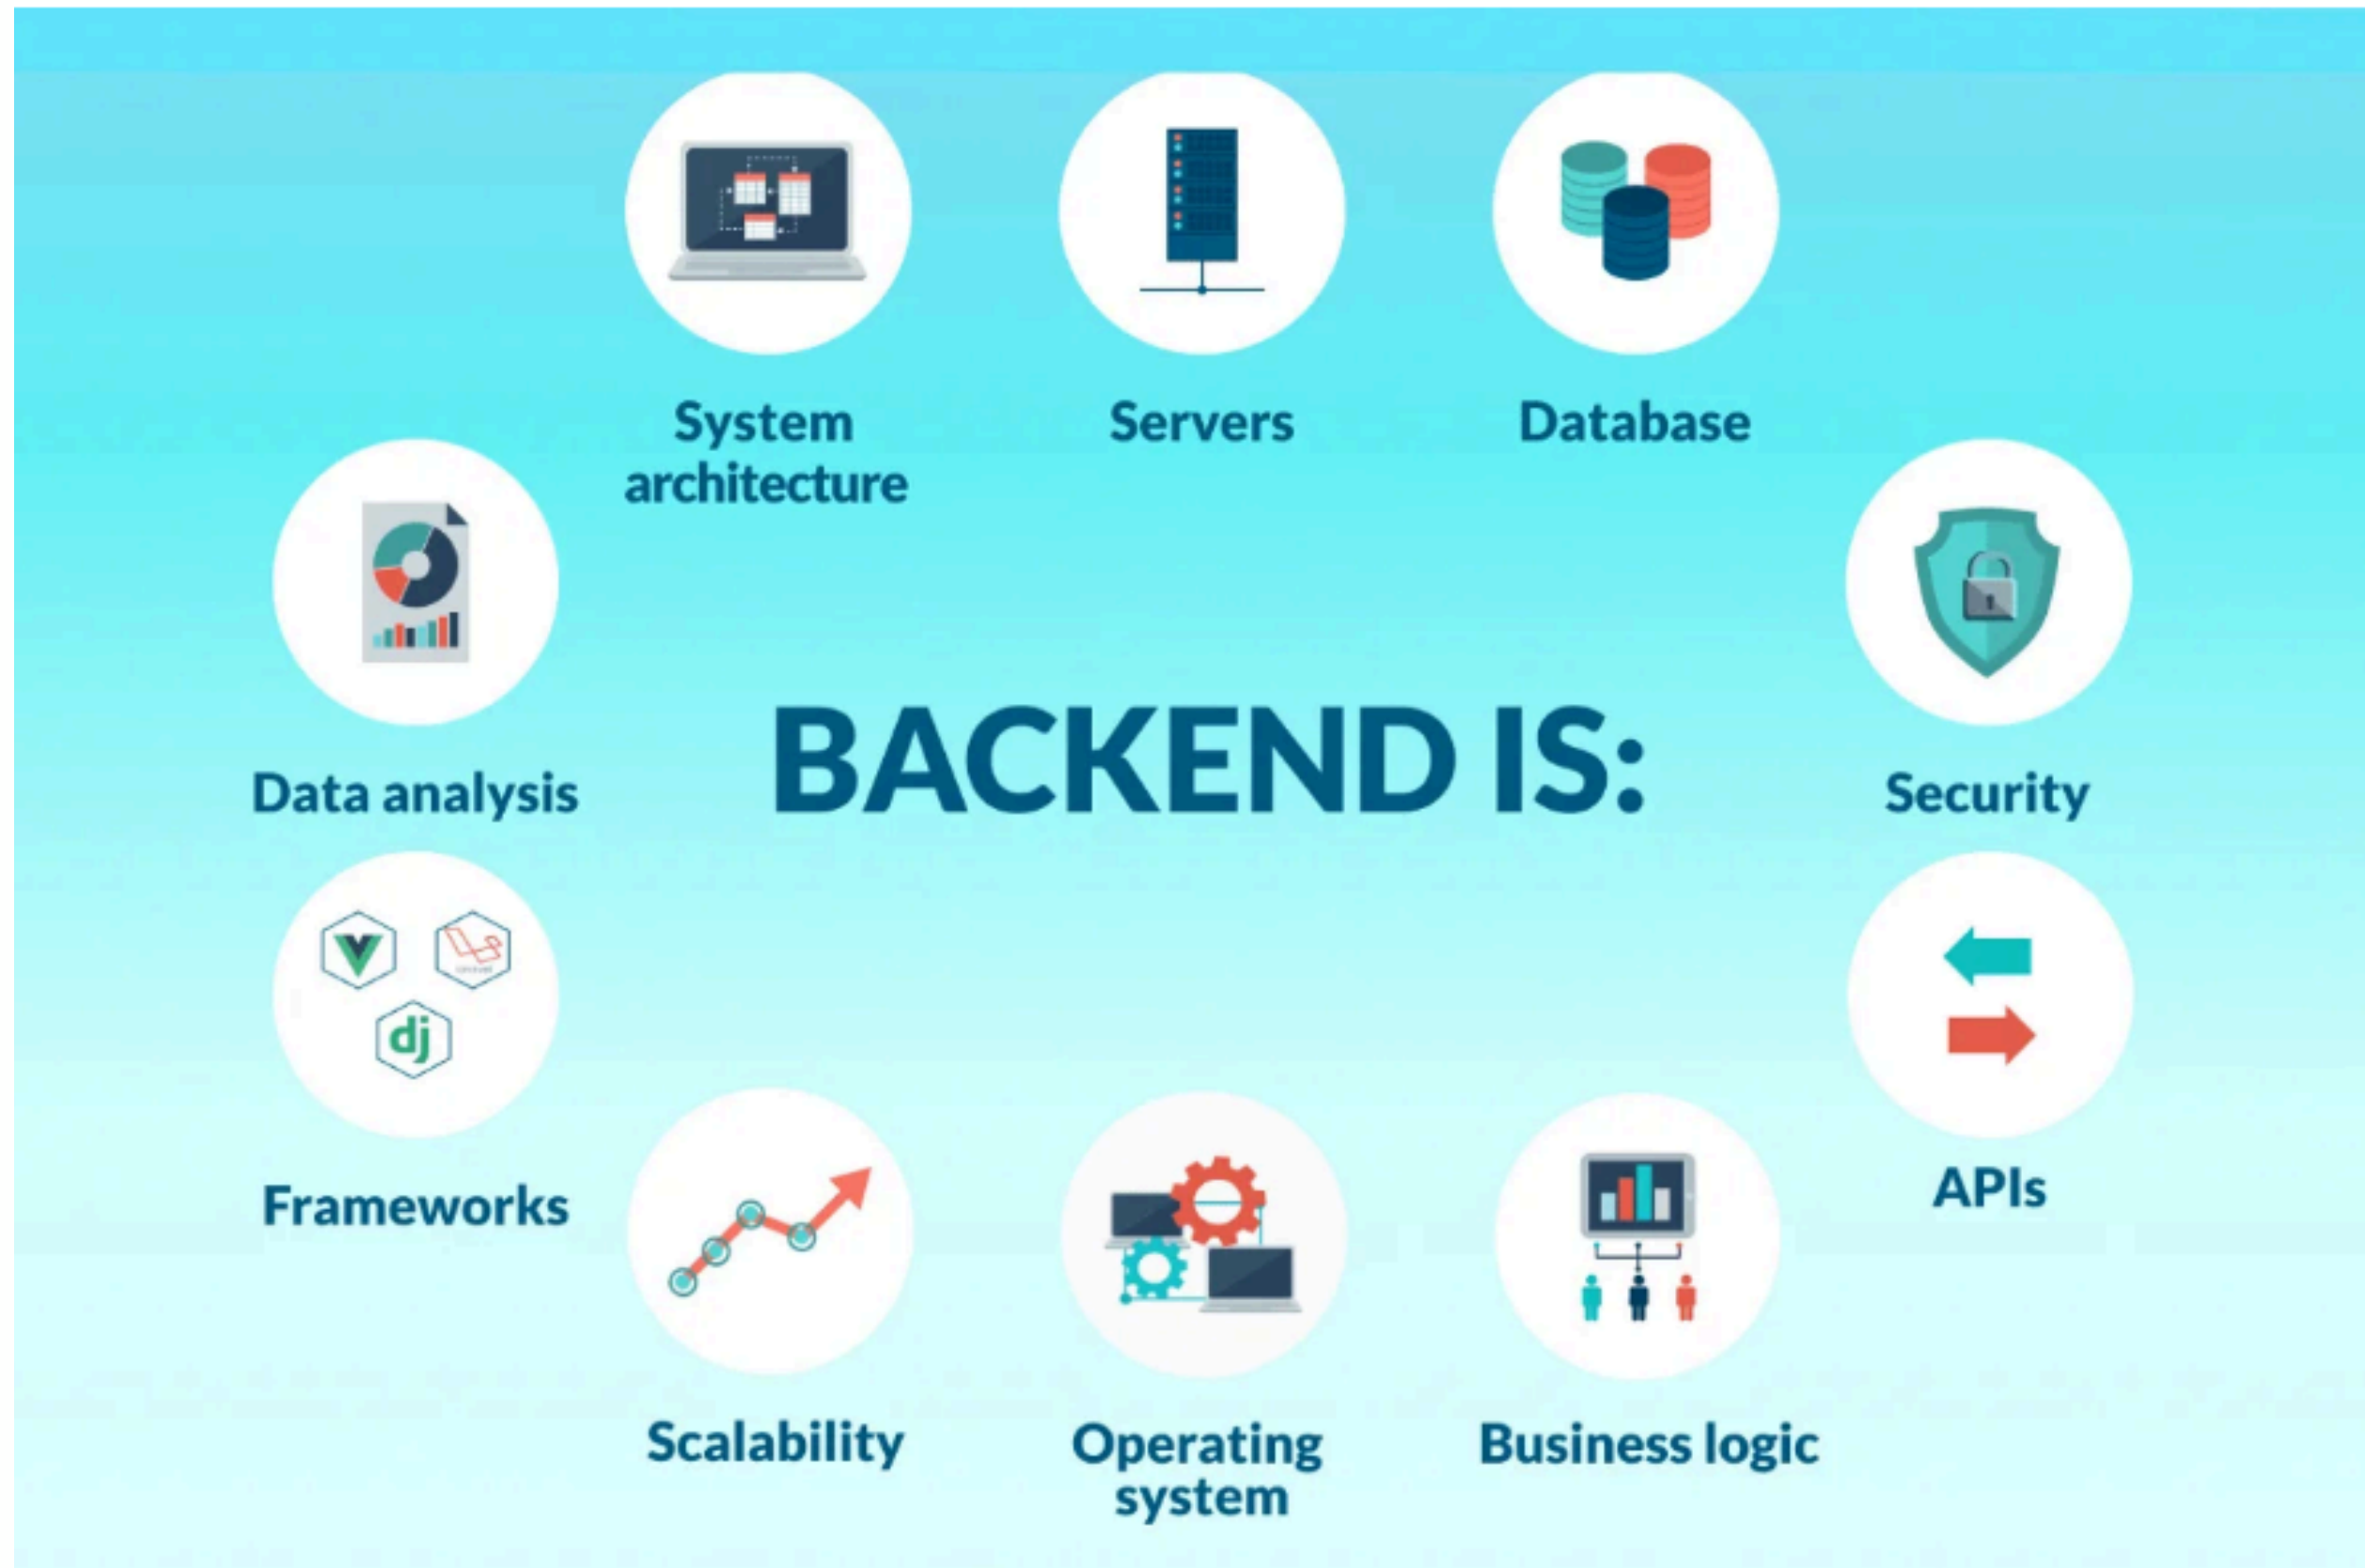 System
architecture
Servers
Database
Data analysis
BACKEND IS:
Security
dj
Frameworks
APIs
Scalability
Operating
system
Business logic